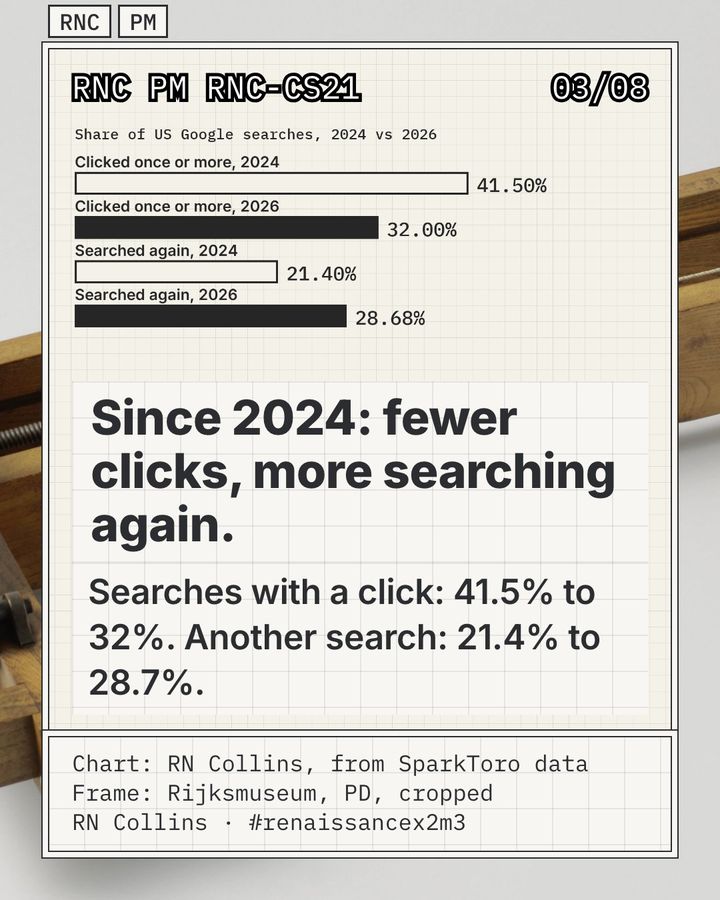 RNC PM
RNC PM RNC-CS21 03/08
Share of US Google searches, 2024 vs 2026
Clicked once or more, 2024
41.50%
Clicked once or more, 2026
32.00%
Searched again, 2024
21.40%
Searched again, 2026
28.68%
Since 2024: fewer
clicks, more searching
again.
Searches with a click: 41.5% to
32%. Another search: 21.4% to
28.7%.
Chart: RN Collins, from SparkToro data
Frame: Rijksmuseum, PD, cropped
RN Collins · #renaissancex2m3